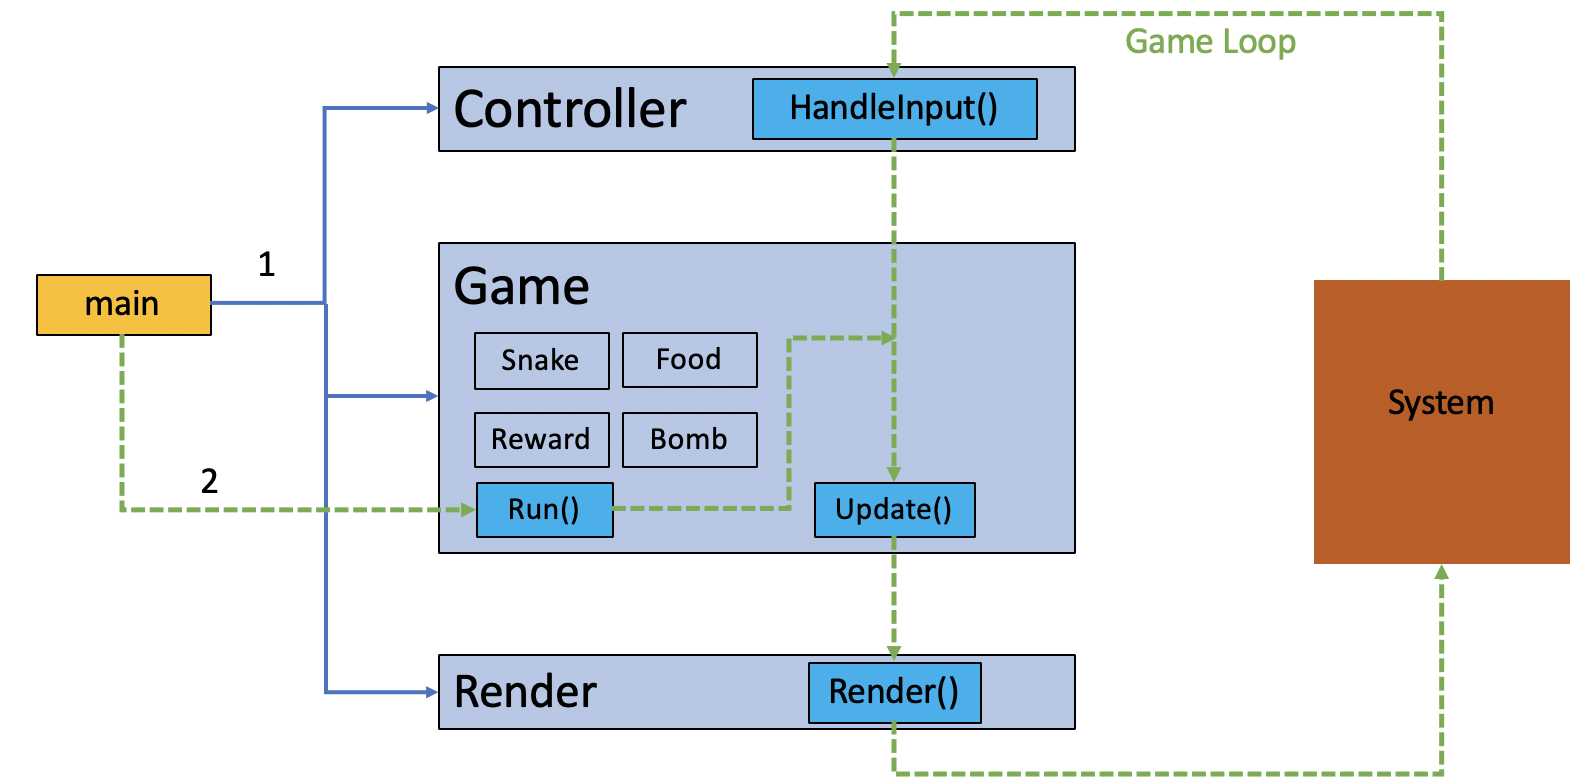 Game Loop
Controller
HandleInput()
1
main
Game
Snake
Food
Reward
Bomb
2
Run()
Update()
System
Render
Render()